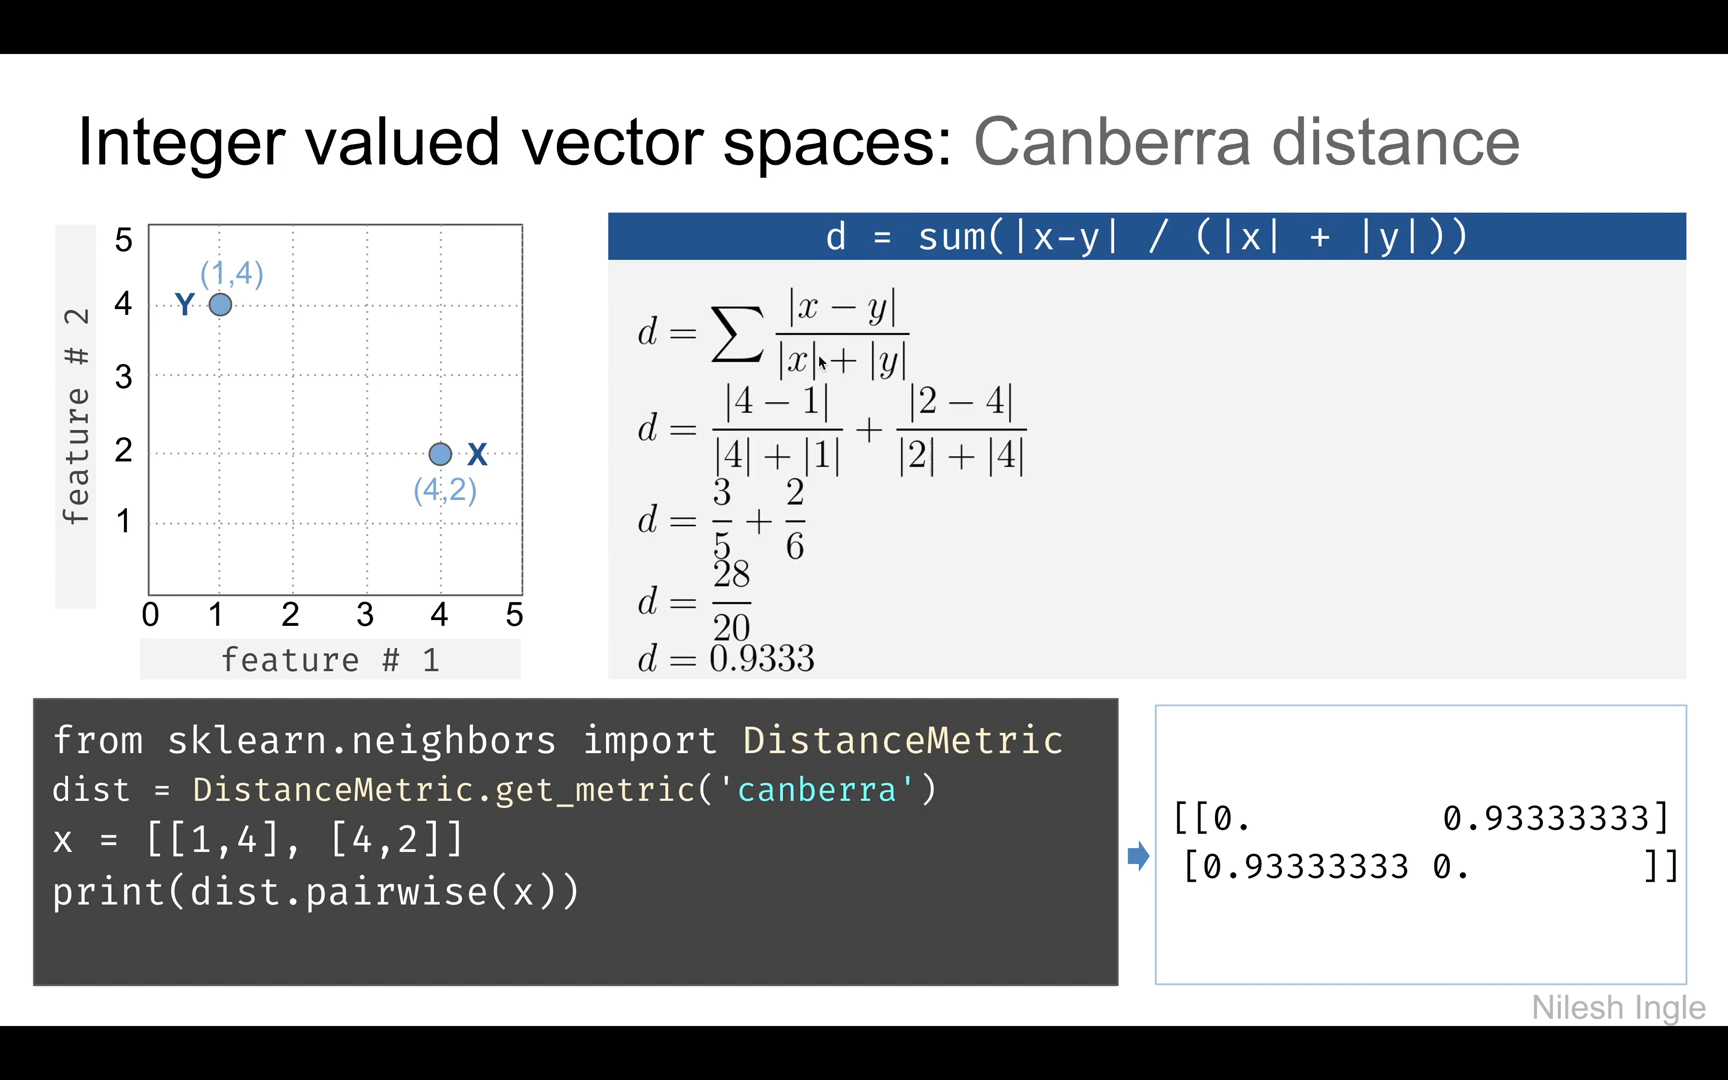 Integer valued vector spaces: Canberra distance
5
4
3
2
1
0 1 2 3 4 5
feature # 2
feature # 1
(1,4)
Y
X
(4,2)
d = sum(|x-y| / (|x| + |y|))
d = ∑ |x − y| / |x| + |y|
d = |4 − 1| / |4| + |1| + |2 − 4| / |2| + |4|
d = 3/5 + 2/6
d = 28/20
d = 0.9333
from sklearn.neighbors import DistanceMetric
dist = DistanceMetric.get_metric('canberra')
x = [[1,4], [4,2]]
print(dist.pairwise(x))
[[0. 0.93333333]
[0.93333333 0. ]]
Nilesh Ingle